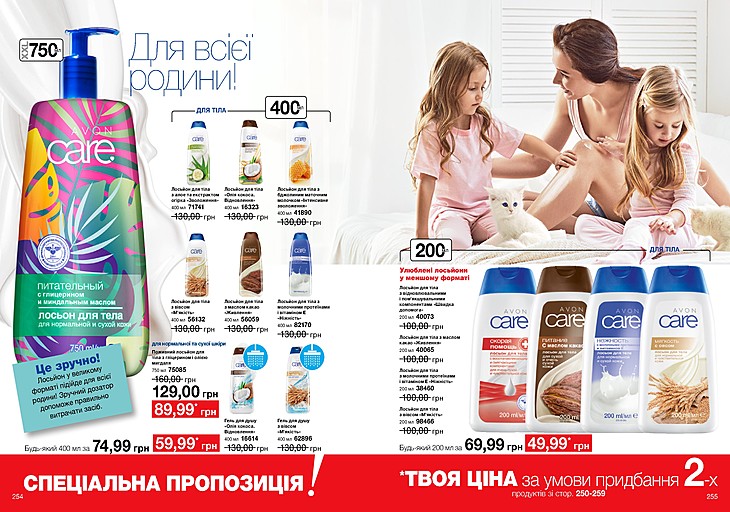 XXL 750 мл
Для всієї
родини!
ДЛЯ ТІЛА
400 мл
AVON
care
питательный
с глицерином
и миндальным маслом
лосьон для тела
для нормальной и сухой кожи
750 мл
Це зручно!
Лосьйон у великому
форматі підійде для всієї
родини! Зручний дозатор
допоможе правильно
витрачати засіб.
Лосьйон для тіла
з алое та екстрактом
огірка «Зволоження»
400 мл 71741
130,00 грн
Лосьйон для тіла
«Олія кокоса.
Відновлення»
400 мл 16323
130,00 грн
Лосьйон для тіла з
бджолиним маточним
молочком «Інтенсивне
зволоження»
400 мл 41890
130,00 грн
Лосьйон для тіла
з вівсом
«М'якість»
400 мл 56132
130,00 грн
Лосьйон для тіла
з маслом какао
«Живлення»
400 мл 56059
130,00 грн
Лосьйон для тіла
з молочними протеїнами
і вітаміном Е
«Ніжність»
400 мл 82170
130,00 грн
для нормальної та сухої шкіри
Поживний лосьйон для
тіла з гліцерином і олією
мигдалю
750 мл 75085
160,00 грн
129,00 грн
89,99* грн
Гель для душу
«Олія кокоса.
Відновлення»
400 мл 16614
130,00 грн
Гель для душу
з вівсом
«М'якість»
400 мл 62896
130,00 грн
Будь-який 400 мл за 74,99 грн 59,99* грн
СПЕЦІАЛЬНА ПРОПОЗИЦІЯ!
254
200 мл
ДЛЯ ТІЛА
Улюблені лосьйони
у меншому форматі
Лосьйон для тіла
з відновлювальними
і пом'якшувальними
компонентами «Швидка
допомога»
200 мл 40073
100,00 грн
Лосьйон для тіла з маслом
какао «Живлення»
200 мл 40065
100,00 грн
Лосьйон для тіла
з молочними протеїнами
і вітаміном Е «Ніжність»
200 мл 38460
100,00 грн
Лосьйон для тіла
з вівсом «М'якість»
200 мл 98466
100,00 грн
AVON
care
скорая
помощь
200 мл/мл
AVON
care
питание
с маслом какао
200 мл
AVON
care
нежность
200 мл/мл
AVON
care
мягкость
с овсом
200 мл/мл
Будь-який 200 мл за 69,99 грн 49,99* грн
*ТВОЯ ЦІНА за умови придбання 2-х
продуктів зі стор. 250-259
255